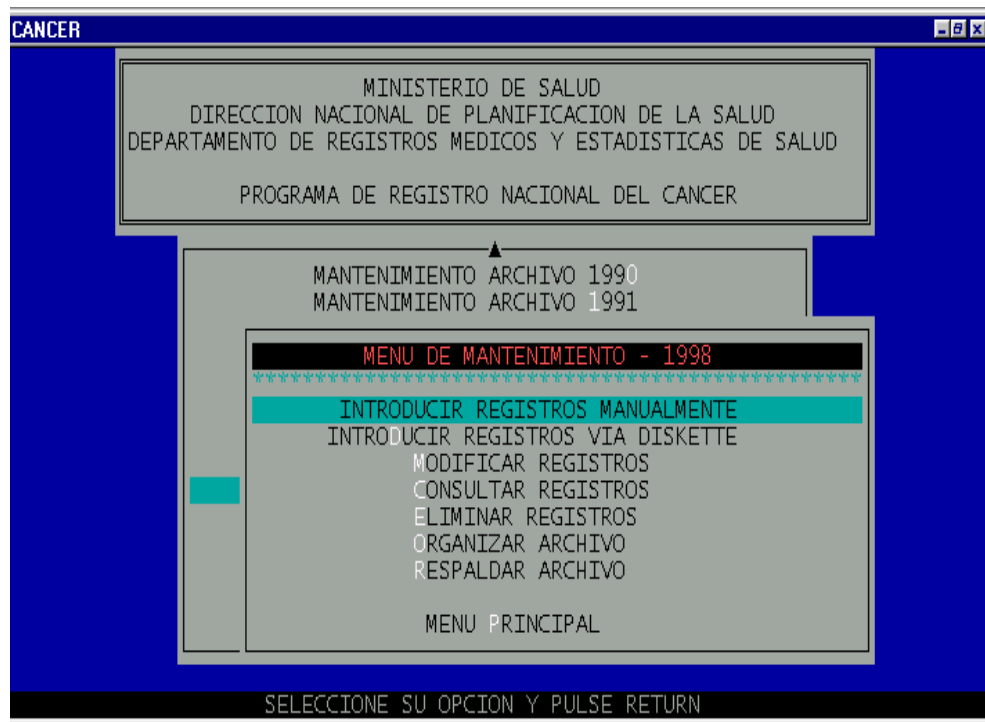 CANCER
MINISTERIO DE SALUD
DIRECCION NACIONAL DE PLANIFICACION DE LA SALUD
DEPARTAMENTO DE REGISTROS MEDICOS Y ESTADISTICAS DE SALUD
PROGRAMA DE REGISTRO NACIONAL DEL CANCER
MANTENIMIENTO ARCHIVO 1990
MANTENIMIENTO ARCHIVO 1991
MENU DE MANTENIMIENTO - 1998
**************************************************
INTRODUCIR REGISTROS MANUALMENTE
INTRODUCIR REGISTROS VIA DISKETTE
MODIFICAR REGISTROS
CONSULTAR REGISTROS
ELIMINAR REGISTROS
ORGANIZAR ARCHIVO
RESPALDAR ARCHIVO
MENU PRINCIPAL
SELECCIONE SU OPCION Y PULSE RETURN